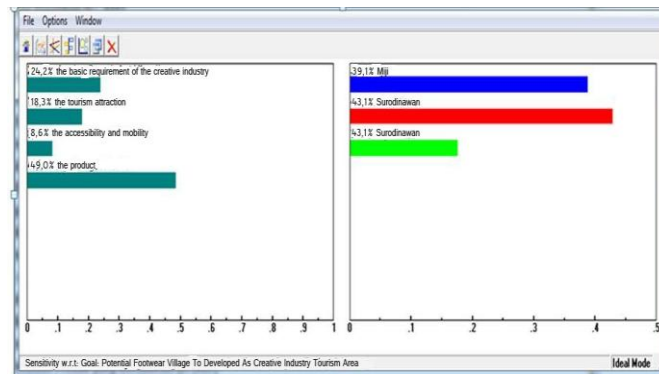 File Options Window
24,2% the basic requirement of the creative industry
18,3% the tourism attraction
8,6% the accessibility and mobility
49,0% the product
0 .1 .2 .3 .4 .5 .6 .7 .8 .9 1
39,1% Miji
43,1% Surodinawan
43,1% Surodinawan
0 .1 .2 .3 .4 .5
Sensitivity w.r.t: Goal: Potential Footwear Village To Developed As Creative Industry Tourism Area
Ideal Mode